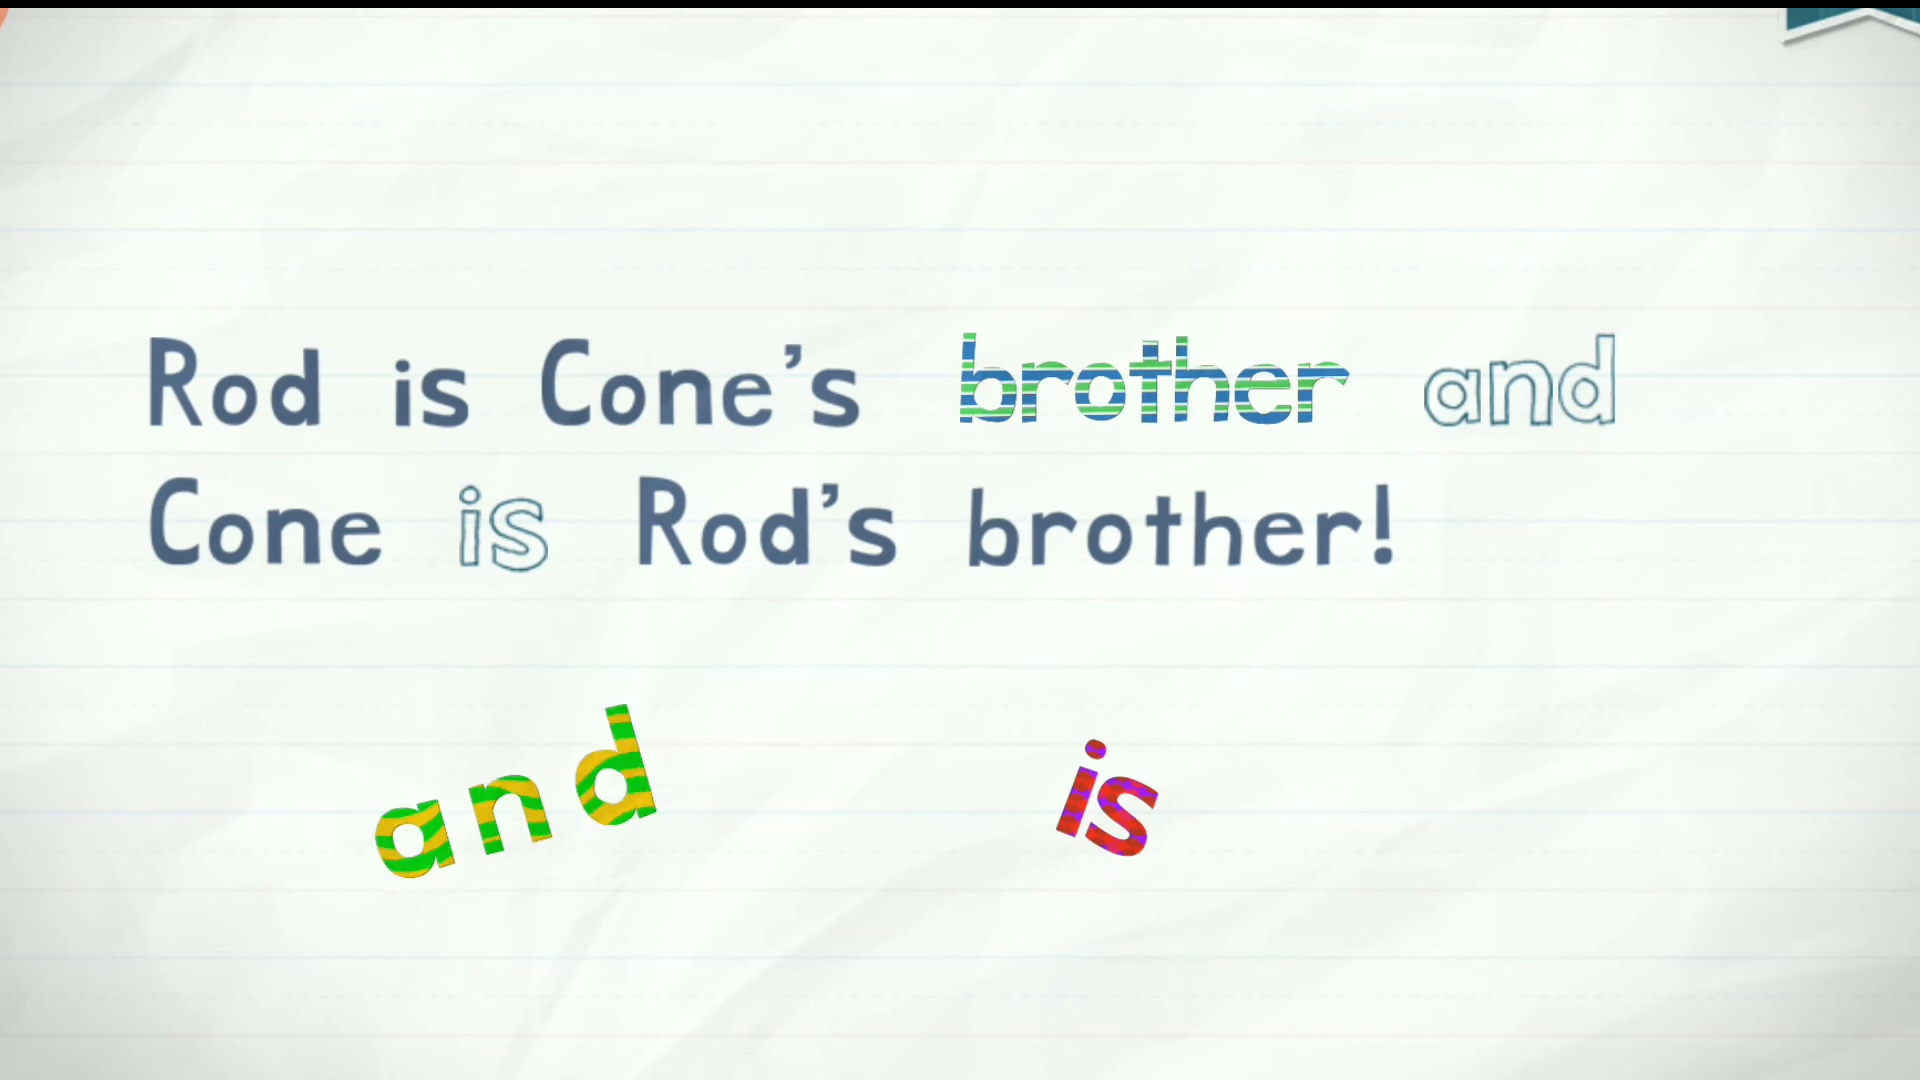 Rod is Cone's brother and
Cone is Rod's brother!
and
is